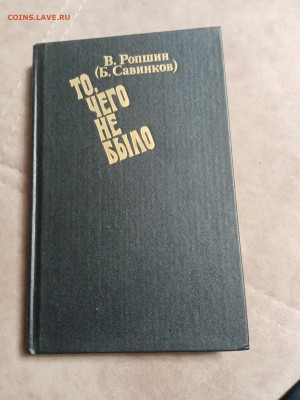 COINS.LAVE.RU
В. Ропшин
(Б. Савинков)
ТО,
ЧЕГО
НЕ
БЫЛО